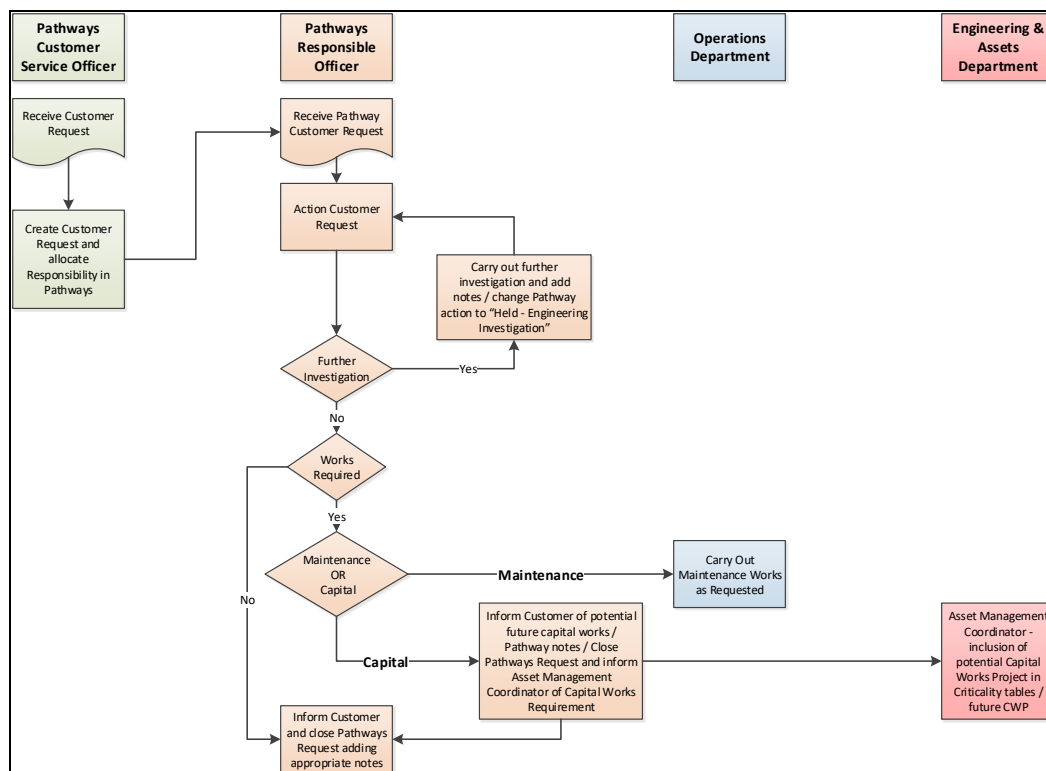 Pathways
Customer
Service Officer
Pathways
Responsible
Officer
Operations
Department
Engineering &
Assets
Department
Receive Customer
Request
Receive Pathway
Customer Request
Create Customer
Request and
allocate
Responsibility in
Pathways
Action Customer
Request
Carry out further
investigation and add
notes / change Pathway
action to “Held - Engineering
Investigation”
Further
Investigation
Yes
No
Works
Required
Yes
No
Maintenance
OR
Capital
Maintenance
Carry Out
Maintenance Works
as Requested
Capital
Inform Customer of potential
future capital works /
Pathway notes / Close
Pathways Request and inform
Asset Management
Coordinator of Capital Works
Requirement
Asset Management
Coordinator -
inclusion of
potential Capital
Works Project in
Criticality tables /
future CWP
Inform Customer
and close Pathways
Request adding
appropriate notes